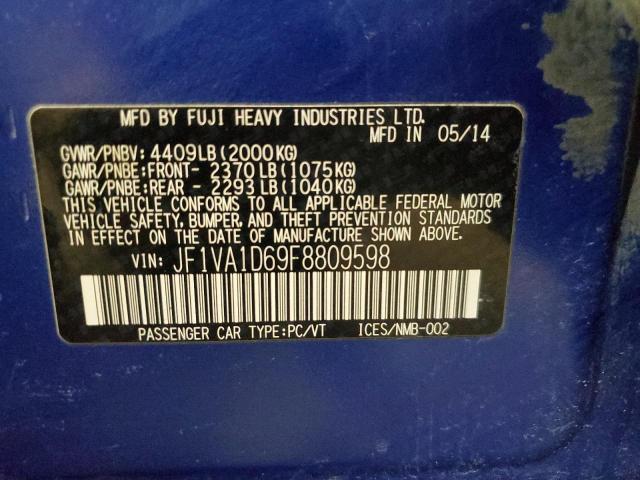 MFD BY FUJI HEAVY INDUSTRIES LTD.
MFD IN 05/14
GVWR/PNBV: 4409LB(2000KG)
GAWR/PNBE:FRONT- 2370LB(1075KG)
GAWR/PNBE:REAR - 2293LB(1040KG)
THIS VEHICLE CONFORMS TO ALL APPLICABLE FEDERAL MOTOR
VEHICLE SAFETY, BUMPER, AND THEFT PREVENTION STANDARDS
IN EFFECT ON THE DATE OF MANUFACTURE SHOWN ABOVE.
VIN: JF1VA1D69F8809598
PASSENGER CAR TYPE:PC/VT ICES/NMB-002